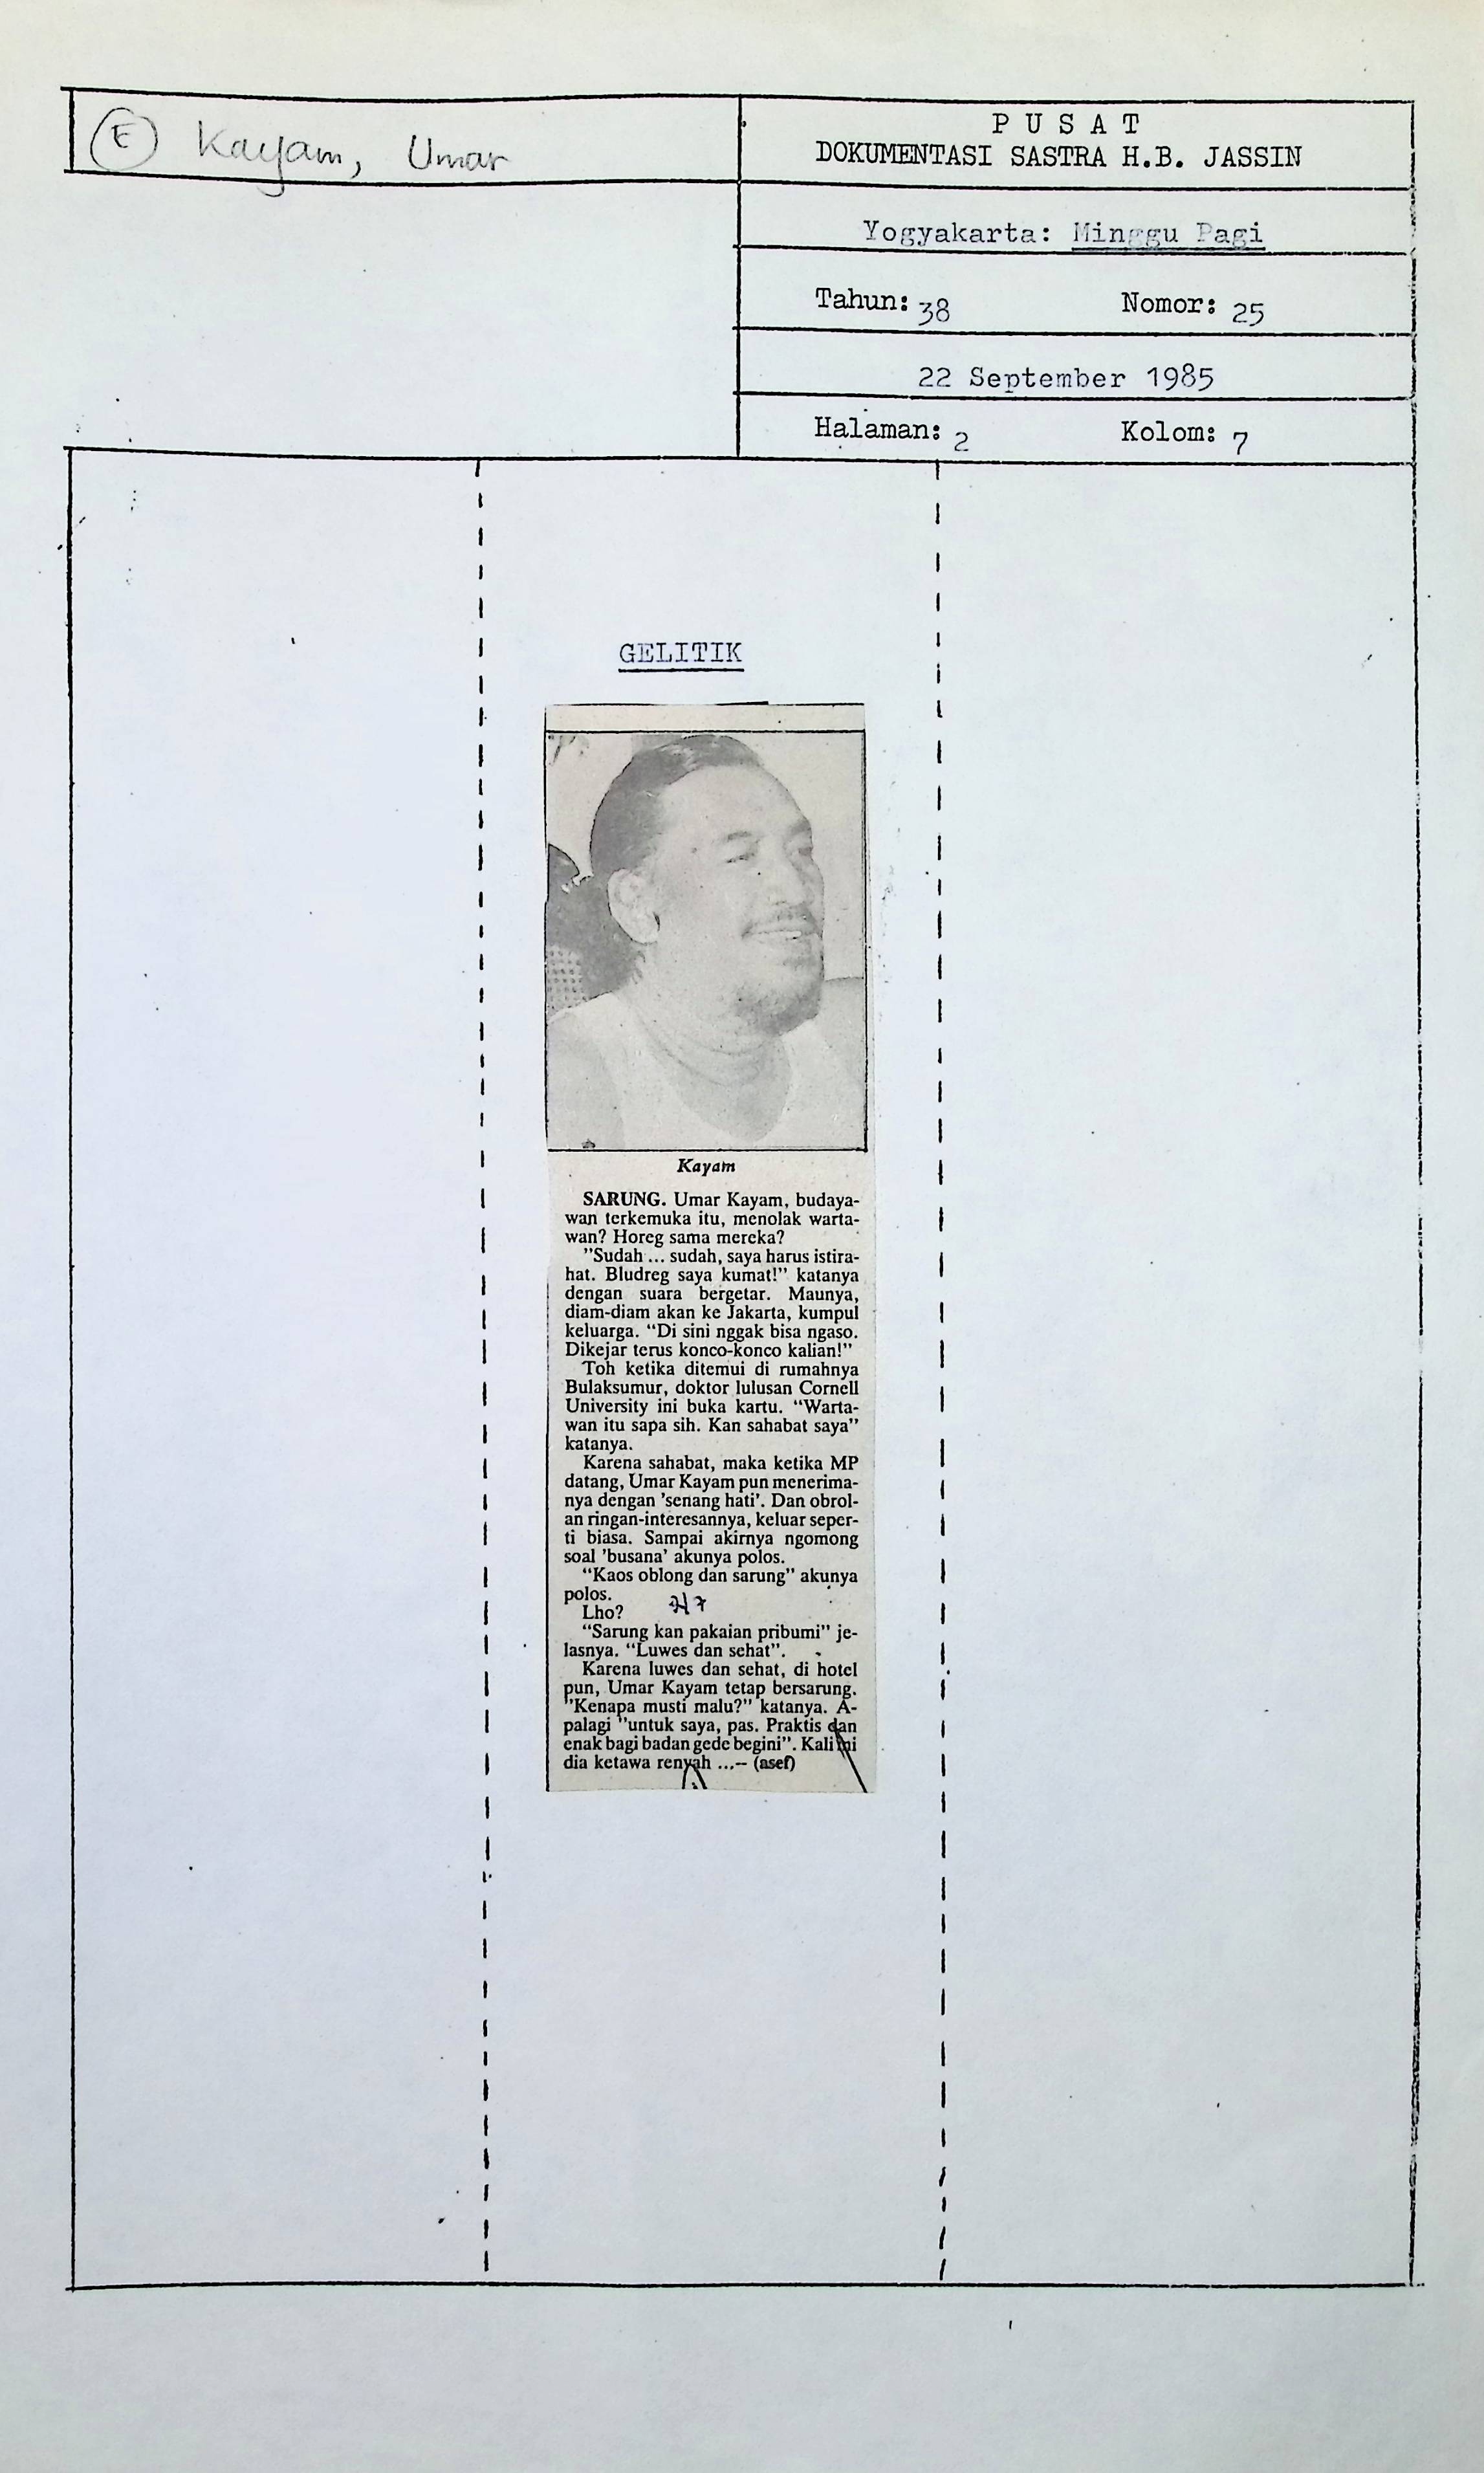 E Kayam, Umar
PUSAT
DOKUMENTASI SASTRA H.B. JASSIN
Yogyakarta: Minggu Pagi
Tahun: 38 Nomor: 25
22 September 1985
Halaman: 2 Kolom: 7
GELITIK
Kayam
SARUNG. Umar Kayam, budaya-
wan terkemuka itu, menolak warta-
wan? Horeg sama mereka?
"Sudah ... sudah, saya harus istira-
hat. Bludreg saya kumat!" katanya
dengan suara bergetar. Maunya,
diam-diam akan ke Jakarta, kumpul
keluarga. "Di sini nggak bisa ngaso.
Dikejar terus konco-konco kalian!"
Toh ketika ditemui di rumahnya
Bulaksumur, doktor lulusan Cornell
University ini buka kartu. "Warta-
wan itu sapa sih. Kan sahabat saya"
katanya.
Karena sahabat, maka ketika MP
datang, Umar Kayam pun menerima-
nya dengan 'senang hati'. Dan obrol-
an ringan-interesannya, keluar seper-
ti biasa. Sampai akirnya ngomong
soal 'busana' akunya polos.
"Kaos oblong dan sarung" akunya
polos.
Lho?
"Sarung kan pakaian pribumi" je-
lasnya. "Luwes dan sehat".
Karena luwes dan sehat, di hotel
pun, Umar Kayam tetap bersarung.
"Kenapa musti malu?" katanya. A-
palagi "untuk saya, pas. Praktis dan
enak bagi badan gede begini". Kali ini
dia ketawa renyah ...-- (asef)